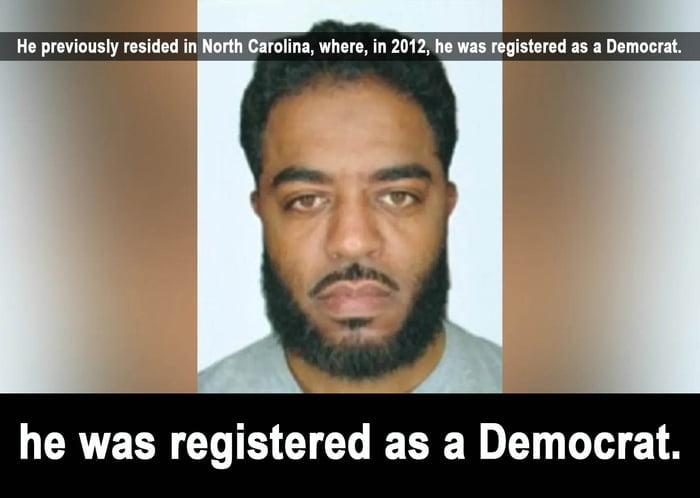 He previously resided in North Carolina, where, in 2012, he was registered as a Democrat.
he was registered as a Democrat.